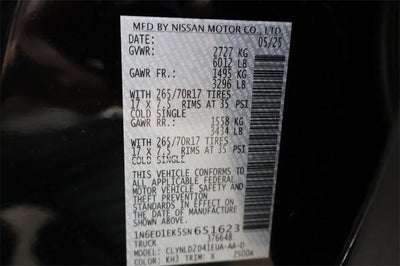 MFD BY NISSAN MOTOR CO., LTD.
DATE: 05/25
GVWR: 2727 KG
6012 LB
GAWR FR.: 1495 KG
3296 LB
WITH 265/70R17 TIRES
17 X 7.5 RIMS AT 35 PSI
COLD SINGLE
GAWR RR.: 1558 KG
3434 LB
WITH 265/70R17 TIRES
17 X 7.5 RIMS AT 35 PSI
COLD SINGLE
THIS VEHICLE CONFORMS TO
ALL APPLICABLE FEDERAL
MOTOR VEHICLE SAFETY AND
THEFT PREVENTION
STANDARDS IN EFFECT ON
THE DATE OF MANUFACTURE
SHOWN ABOVE.
1N6ED1EK5SN651623
TRUCK 376648
MODEL: CLYNLDZD41EUA-AA-D
COLOR: KH3 TRIM: X 2S00A